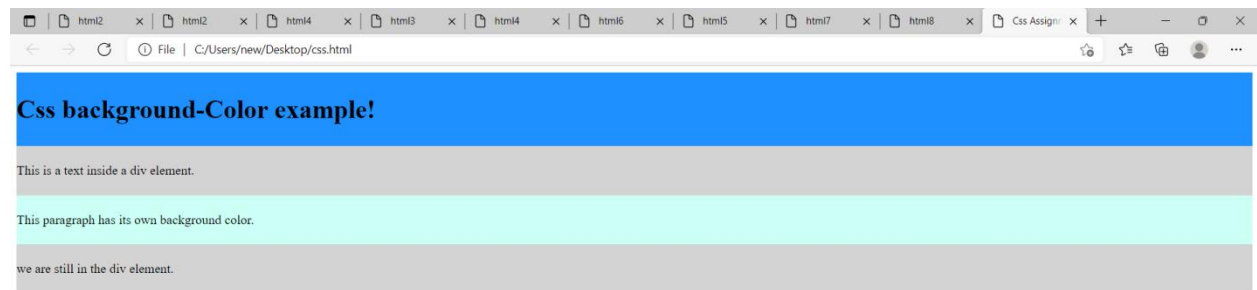 html2
html2
html4
html3
html4
html6
html5
html7
html8
Css Assign
File | C:/Users/new/Desktop/css.html
Css background-Color example!
This is a text inside a div element.
This paragraph has its own background color.
we are still in the div element.